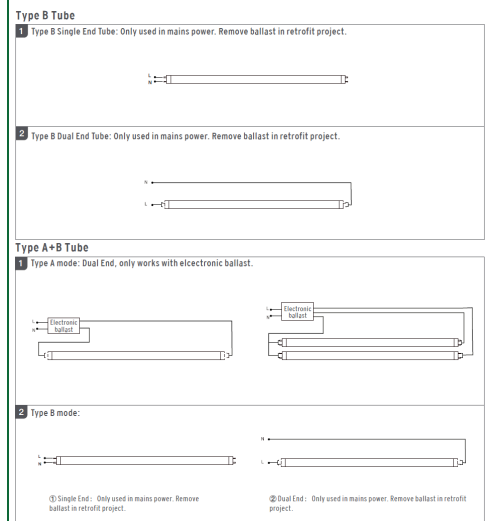 Type B Tube
1 Type B Single End Tube: Only used in mains power. Remove ballast in retrofit project.
L
N
2 Type B Dual End Tube: Only used in mains power. Remove ballast in retrofit project.
N
L
Type A+B Tube
1 Type A mode: Dual End, only works with elcectronic ballast.
L
N
Electronic
ballast
L
N
Electronic
ballast
2 Type B mode:
L
N
N
L
① Single End : Only used in mains power. Remove
ballast in retrofit project.
② Dual End : Only used in mains power. Remove ballast in retrofit
project.